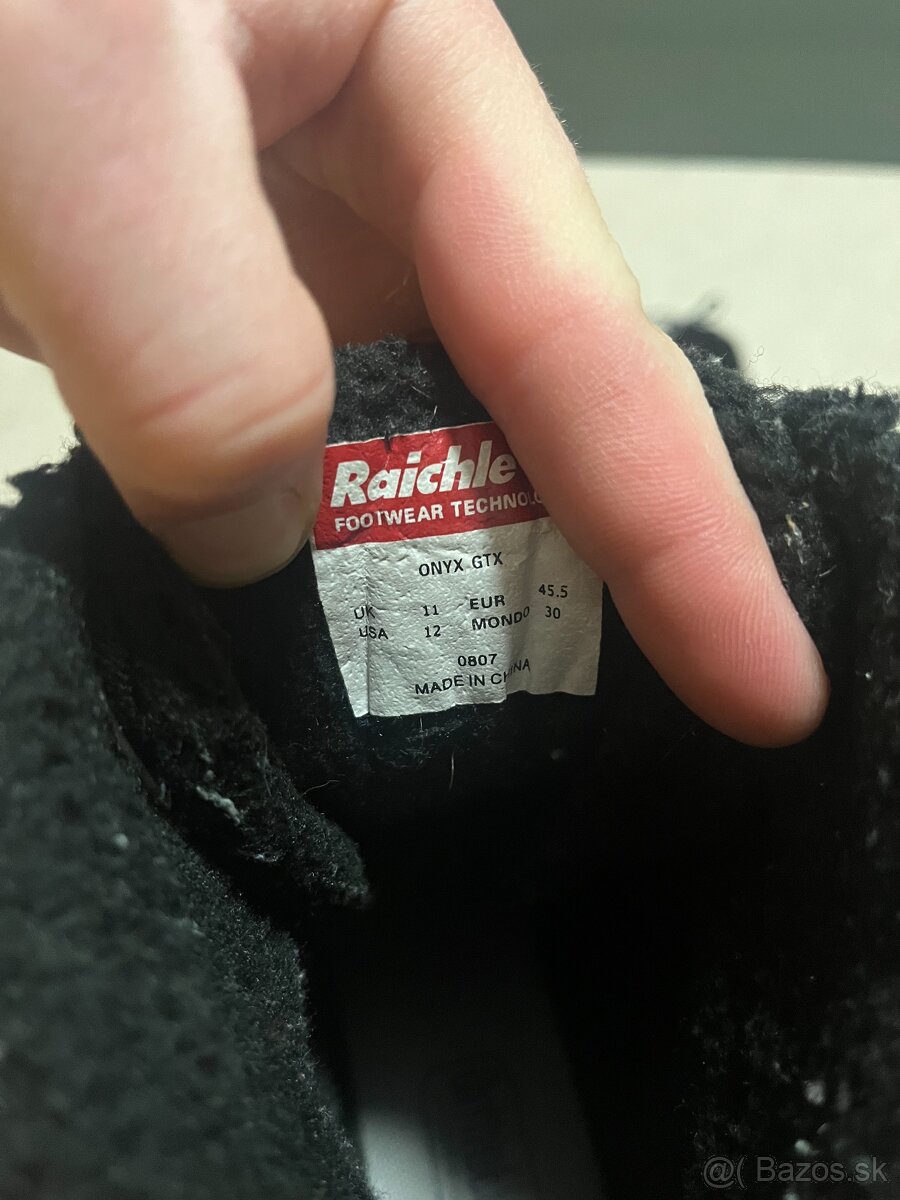 Raichle
FOOTWEAR TECHNOLO
ONYX GTX
UK 11 EUR 45.5
USA 12 MONDO 30
0807
MADE IN CHINA
@( Bazos.sk